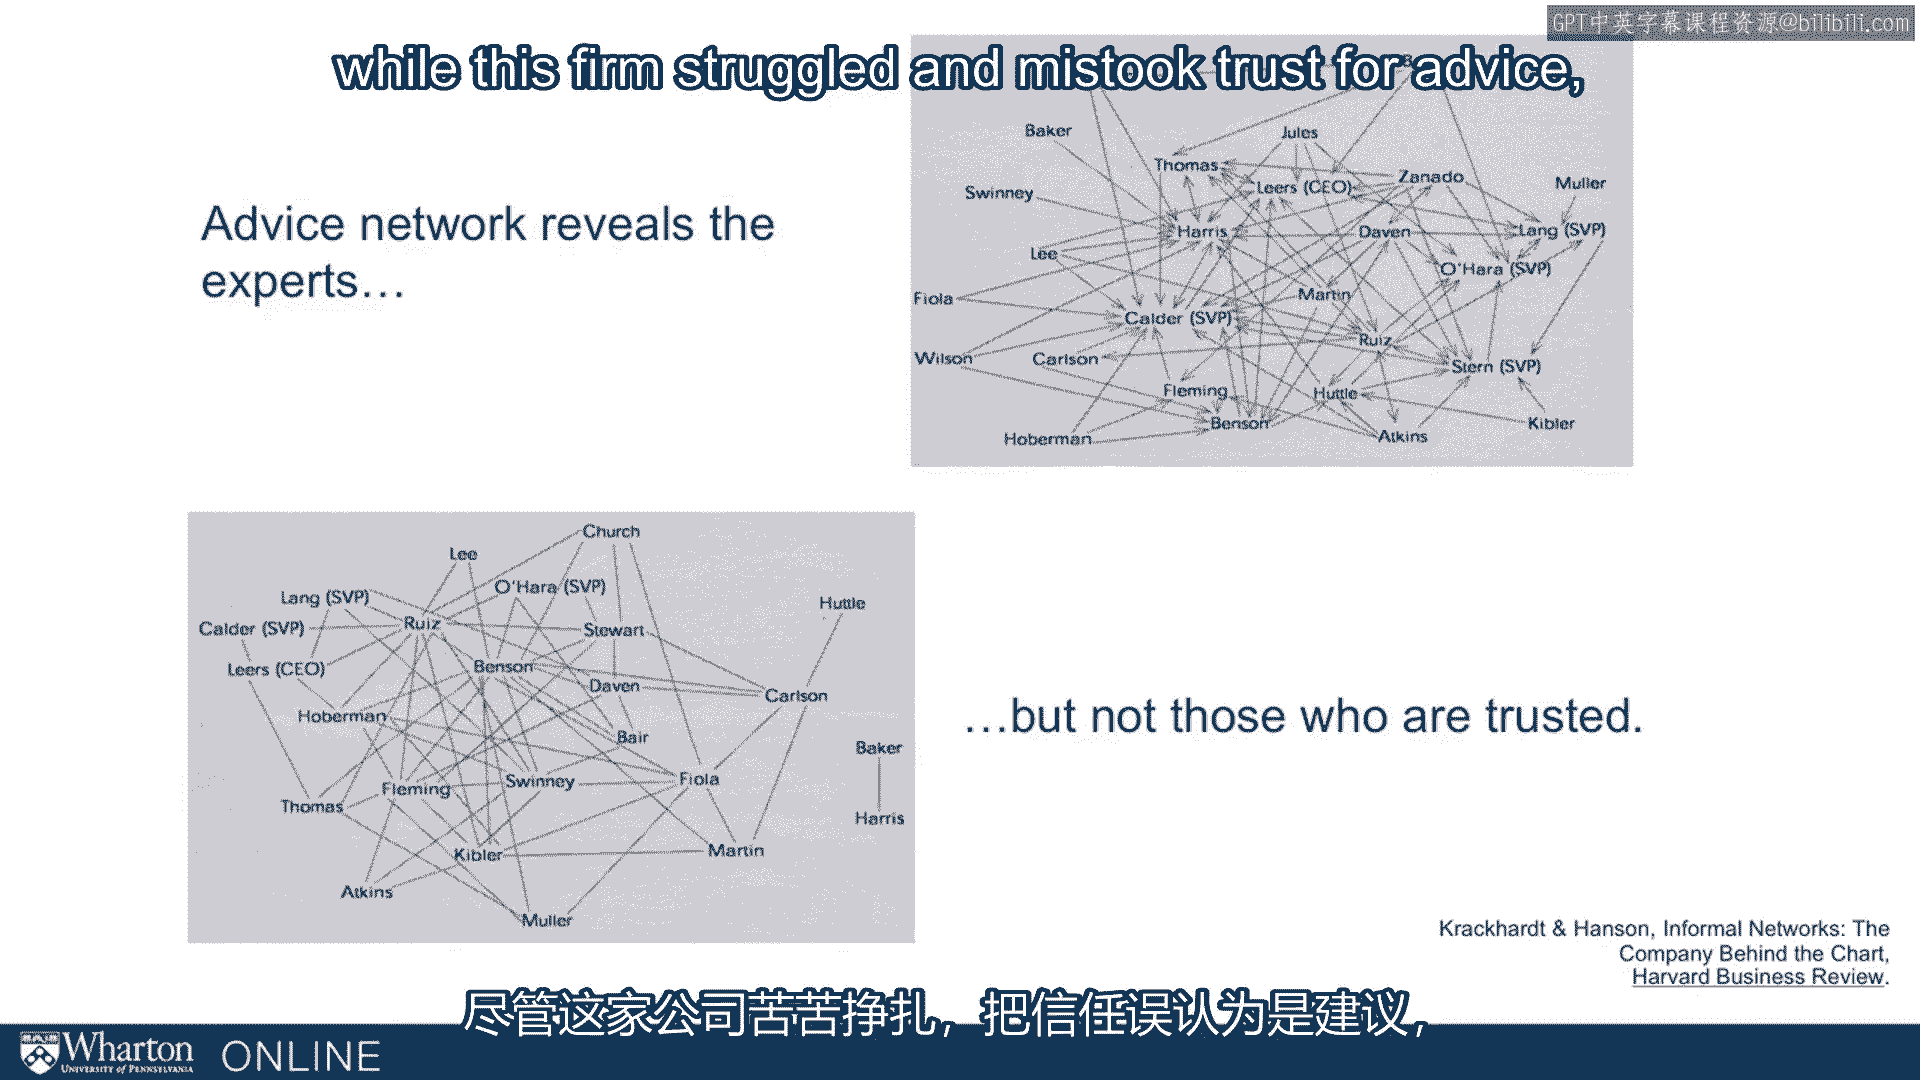 GPT中英字幕课程资源@bilibili.com
while this firm struggled and mistook trust for advice,
Advice network reveals the
experts…
Baker
Jules
Thomas
Leers (CEO)
Zanado
Muller
Swinney
Harris
Daven
Lang (SVP)
Lee
O'Hara (SVP)
Fiola
Martin
Calder (SVP)
Ruiz
Wilson
Carlson
Stern (SVP)
Fleming
Huttle
Benson
Kibler
Hoberman
Atkins
Church
Lee
O'Hara (SVP)
Lang (SVP)
Huttle
Calder (SVP)
Ruiz
Stewart
Leers (CEO)
Benson
Daven
Carlson
Hoberman
Bair
Baker
Fleming
Swinney
Fiola
Thomas
Harris
Kibler
Martin
Atkins
Muller
…but not those who are trusted.
Krackhardt & Hanson, Informal Networks: The
Company Behind the Chart,
Harvard Business Review.
尽管这家公司苦苦挣扎，把信任误认为是建议，
Wharton
UNIVERSITY OF PENNSYLVANIA
ONLINE